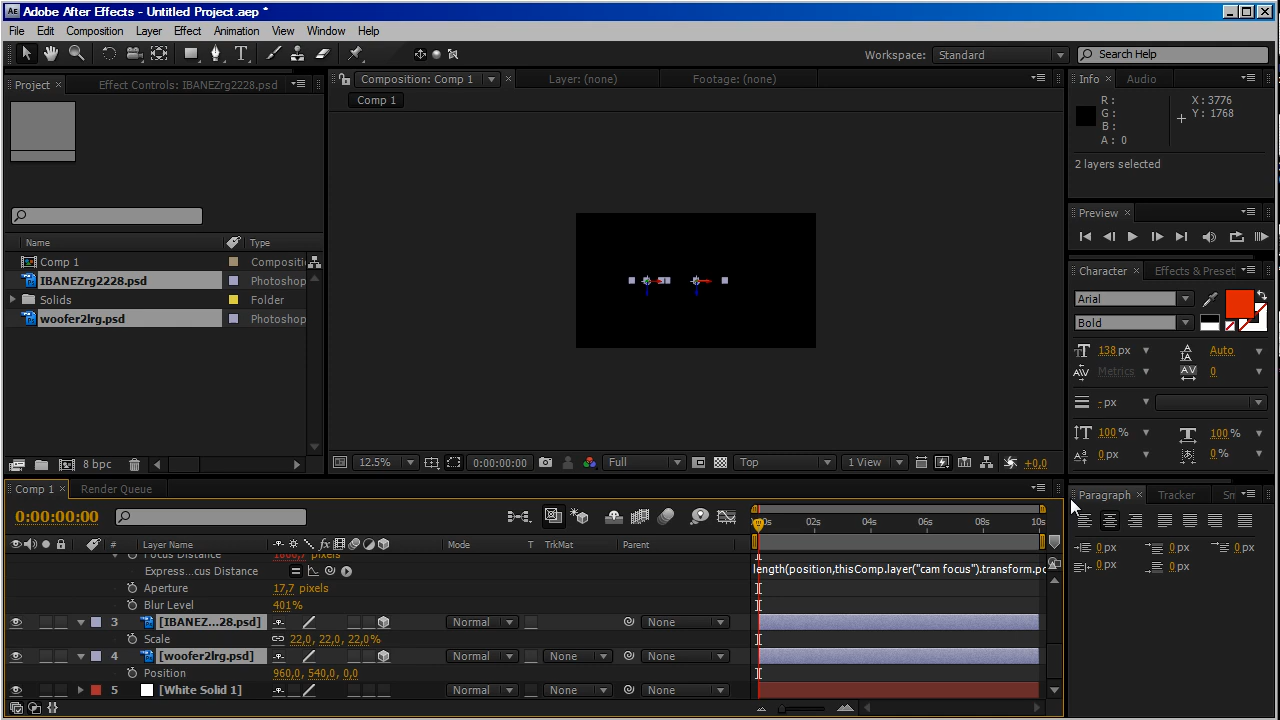 Adobe After Effects - Untitled Project.aep *
File Edit Composition Layer Effect Animation View Window Help
Workspace: Standard Search Help
Project Effect Controls: IBANEZrg2228.psd Composition: Comp 1 Layer: (none) Footage: (none) Info Audio
Comp 1
R: X: 3776
G: Y: 1768
B:
A: 0
2 layers selected
Preview
Name Type
Comp 1 Compositi
IBANEZrg2228.psd Photoshop
Solids Folder
woofer2lrg.psd Photoshop
Character Effects & Preset
Arial
Bold
138 px Auto
Metrics 0
- px
100 % 100 %
0 px 0 %
8 bpc 12.5% 0:00:00:00 Full Top 1 View +0,0
Comp 1 Render Queue
Paragraph Tracker Sm
0:00:00:00
02s 04s 06s 08s 10s
# Layer Name Mode T TrkMat Parent
0 px 0 px 0 px
0 px 0 px
Focus Distance pixels
Express...cus Distance length(position,thisComp.layer("cam focus").transform.po
Aperture 17,7 pixels
Blur Level 401%
3 [IBANEZ...28.psd] Normal None
Scale 22,0, 22,0, 22,0%
4 [woofer2lrg.psd] Normal None None
Position 960,0, 540,0, 0,0
5 [White Solid 1] Normal None None